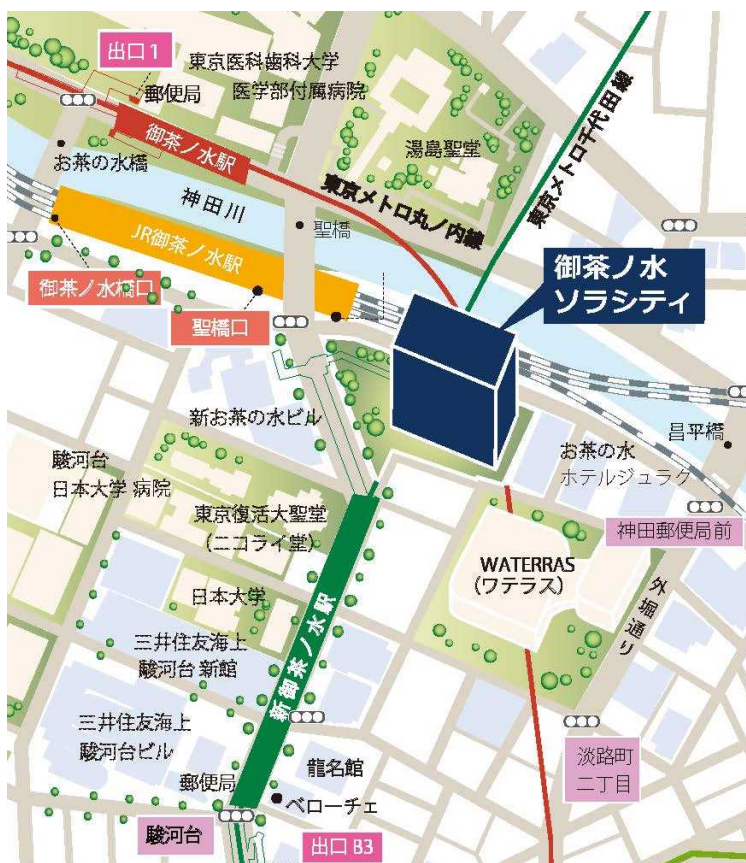 出口1
東京医科歯科大学
医学部付属病院
郵便局
御茶ノ水駅
お茶の水橋
湯島聖堂
東京メトロ千代田線
神田川
東京メトロ丸ノ内線
聖橋
JR御茶ノ水駅
御茶ノ水
ソラシティ
御茶ノ水橋口
聖橋口
新お茶の水ビル
昌平橋
お茶の水
ホテルジュラク
駿河台
日本大学病院
東京復活大聖堂
(ニコライ堂)
神田郵便局前
WATERRAS
(ワテラス)
日本大学
外堀通り
三井住友海上
駿河台新館
新御茶ノ水駅
三井住友海上
駿河台ビル
淡路町
二丁目
郵便局
龍名館
ベローチェ
駿河台
出口 B3